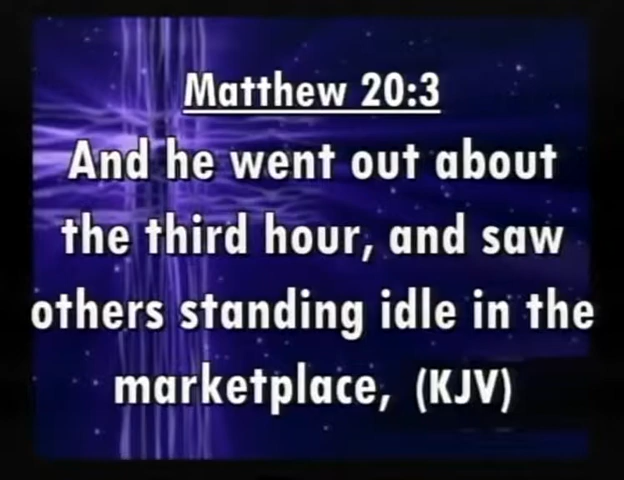 Matthew 20:3
And he went out about
the third hour, and saw
others standing idle in the
marketplace, (KJV)